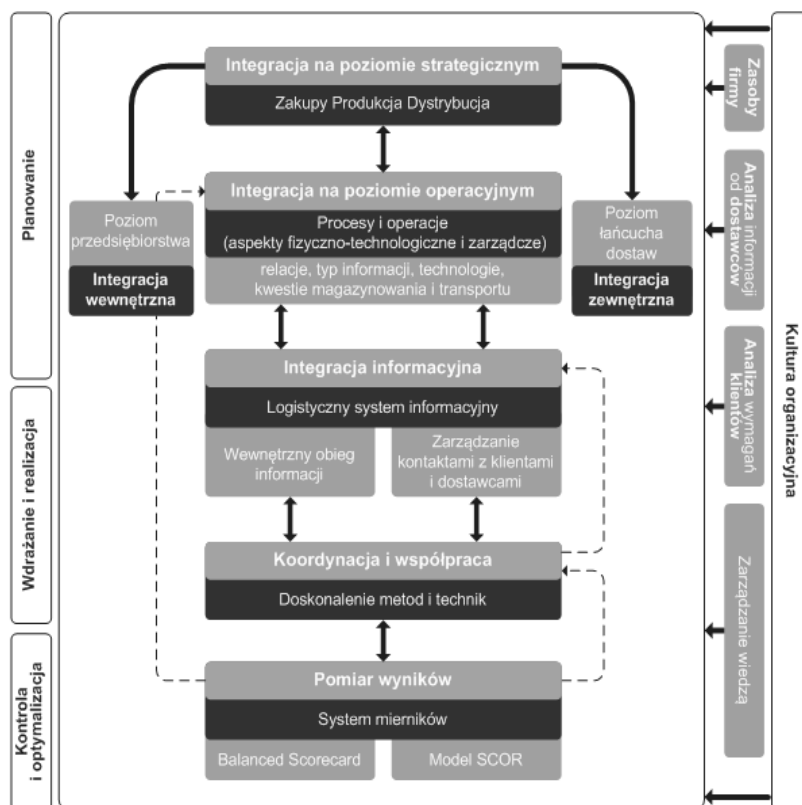 Planowanie
Integracja na poziomie strategicznym
Zakupy Produkcja Dystrybucja
Integracja na poziomie operacyjnym
Procesy i operacje
(aspekty fizyczno-technologiczne i zarządcze)
relacje, typ informacji, technologie,
kwestie magazynowania i transportu
Poziom
przedsiębiorstwa
Integracja
wewnętrzna
Poziom
łańcucha
dostaw
Integracja
zewnętrzna
Wdrażanie i realizacja
Integracja informacyjna
Logistyczny system informacyjny
Wewnętrzny obieg
informacji
Zarządzanie
kontaktami z klientami
i dostawcami
Koordynacja i współpraca
Doskonalenie metod i technik
Kontrola
i optymalizacja
Pomiar wyników
System mierników
Balanced Scorecard
Model SCOR
Zasoby
firmy
Analiza informacji
od dostawców
Analiza wymagań
klientów
Zarządzanie wiedzą
Kultura organizacyjna